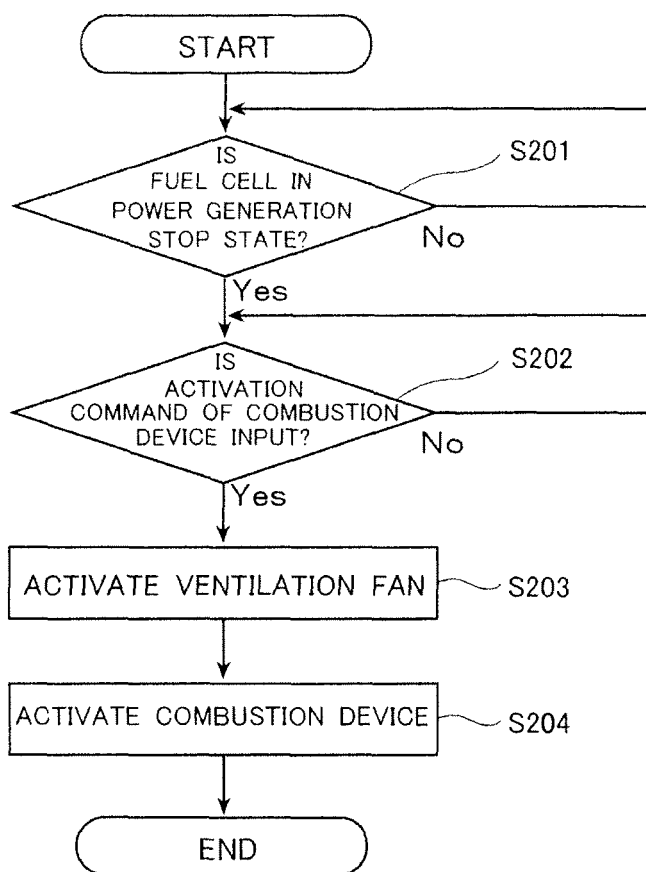 START
IS
FUEL CELL IN
POWER GENERATION
STOP STATE?
S201
No
Yes
IS
ACTIVATION
COMMAND OF COMBUSTION
DEVICE INPUT?
S202
No
Yes
ACTIVATE VENTILATION FAN
S203
ACTIVATE COMBUSTION DEVICE
S204
END